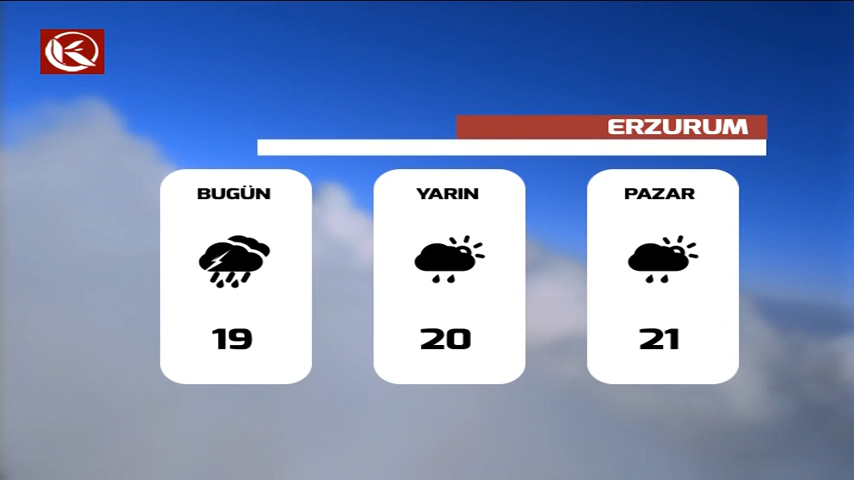 ERZURUM
BUGÜN
YARIN
PAZAR
19
20
21